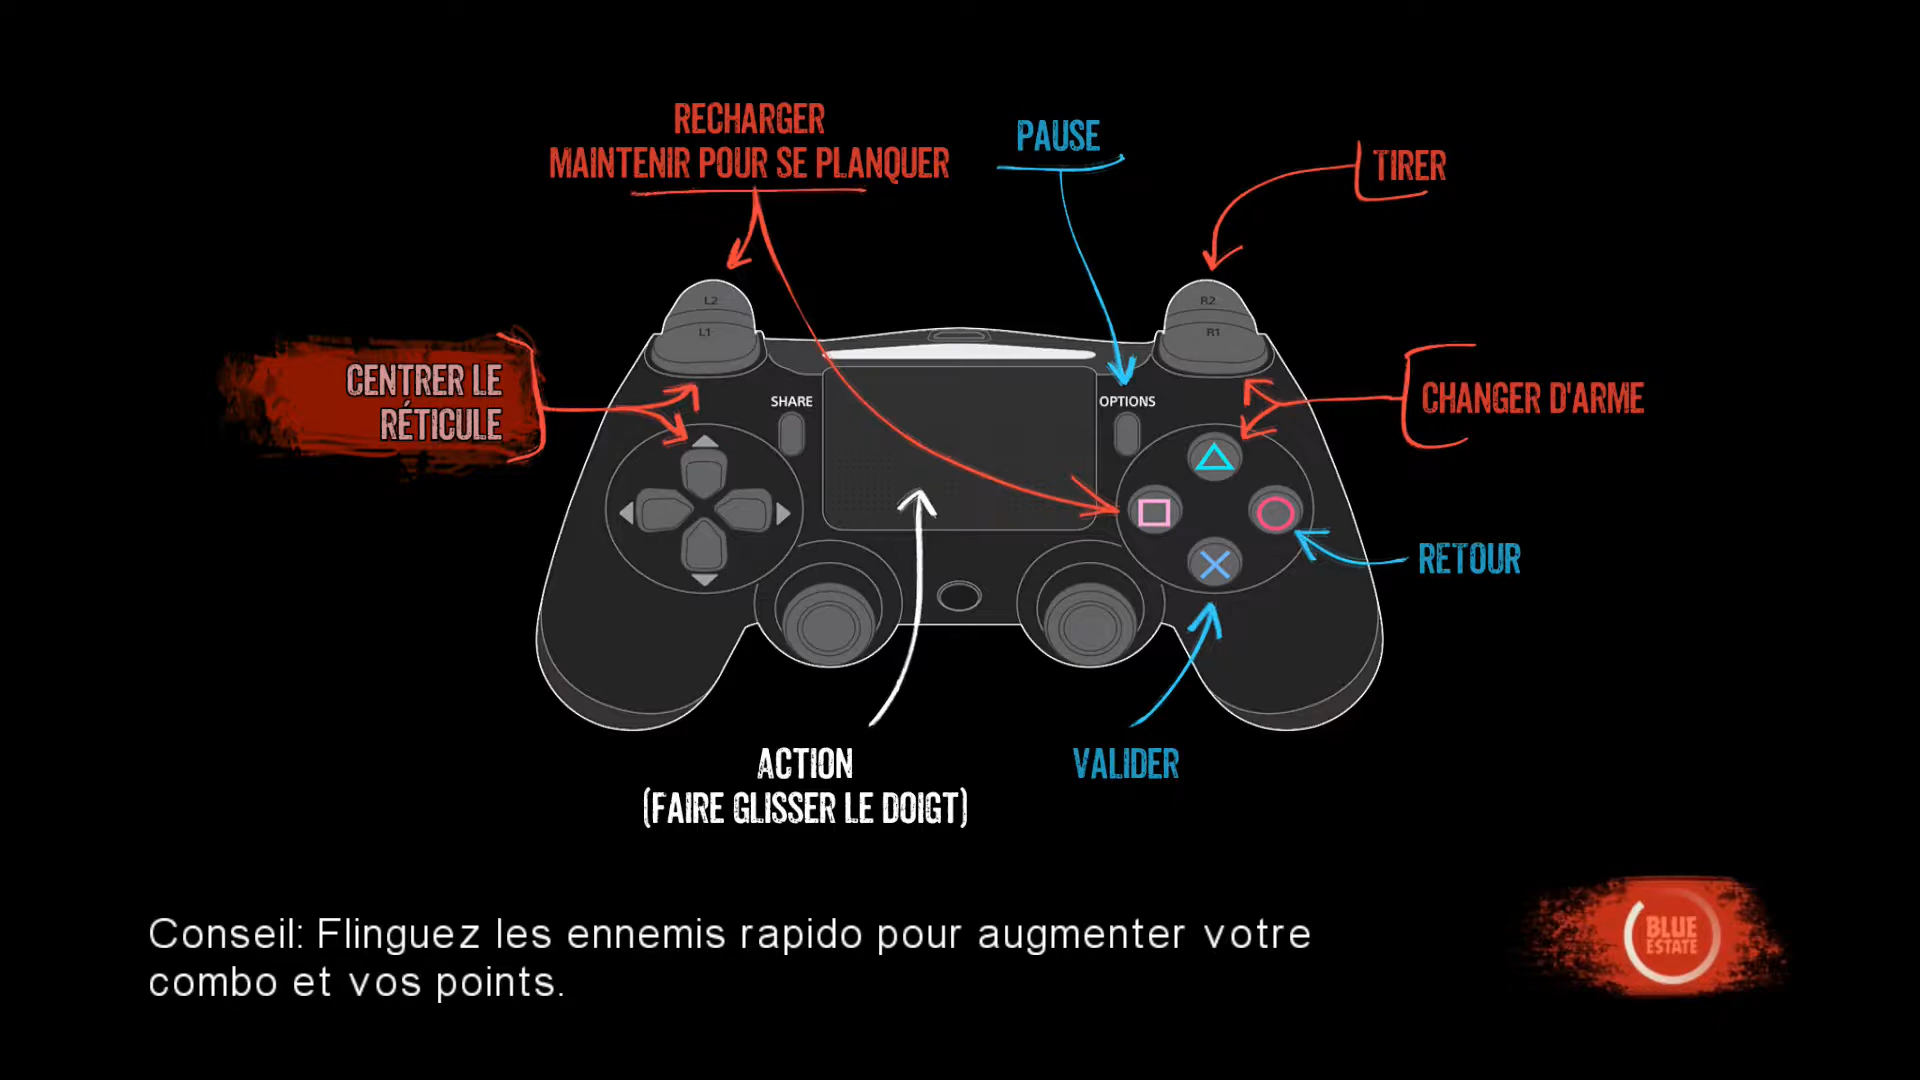 RECHARGER
MAINTENIR POUR SE PLANQUER
PAUSE
TIRER
L2
L1
R2
R1
CENTRER LE
RÉTICULE
SHARE
OPTIONS
CHANGER D'ARME
RETOUR
ACTION
(FAIRE GLISSER LE DOIGT)
VALIDER
Conseil: Flinguez les ennemis rapido pour augmenter votre
combo et vos points.
BLUE
ESTATE